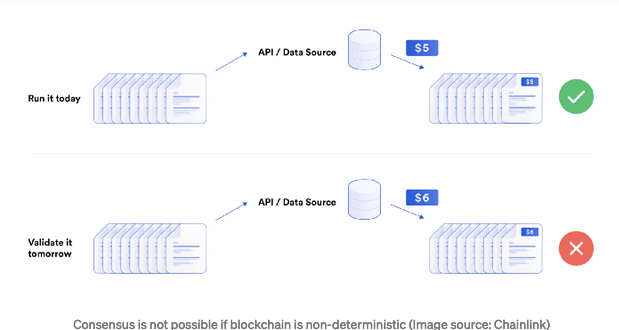 API / Data Source
$5
Run it today
$5
API / Data Source
$6
Validate it
tomorrow
$6
Consensus is not possible if blockchain is non-deterministic (Image source: Chainlink)